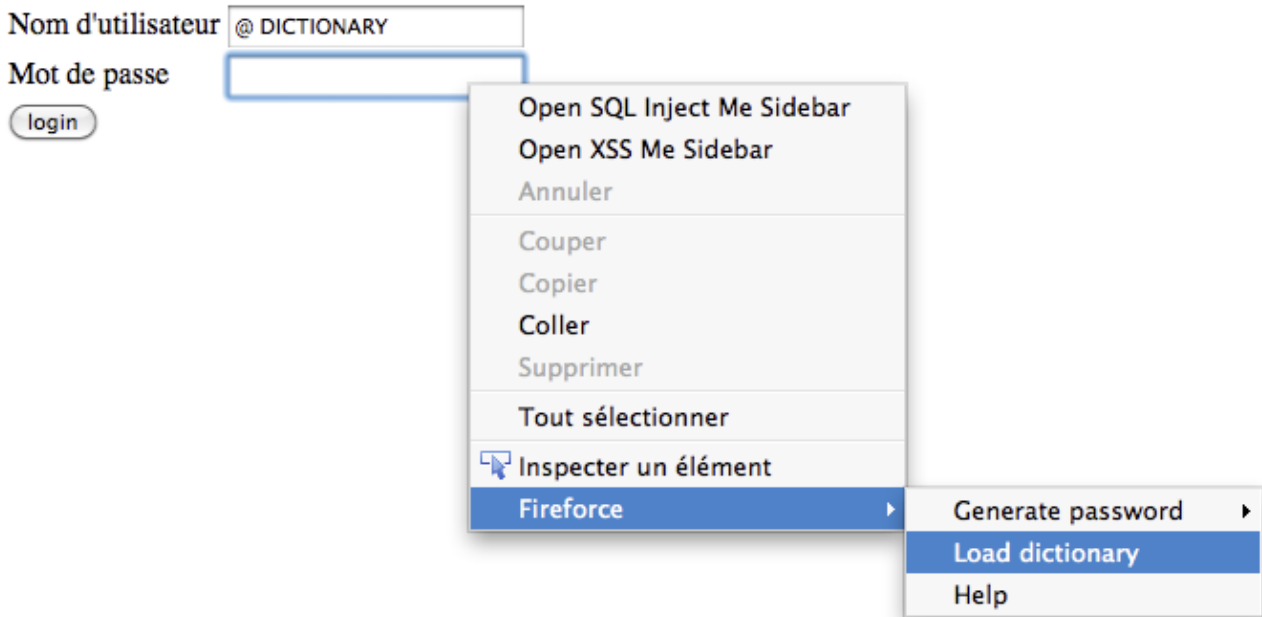 Nom d'utilisateur @ DICTIONARY
Mot de passe
login
Open SQL Inject Me Sidebar
Open XSS Me Sidebar
Annuler
Couper
Copier
Coller
Supprimer
Tout sélectionner
Inspecter un élément
Fireforce
Generate password
Load dictionary
Help